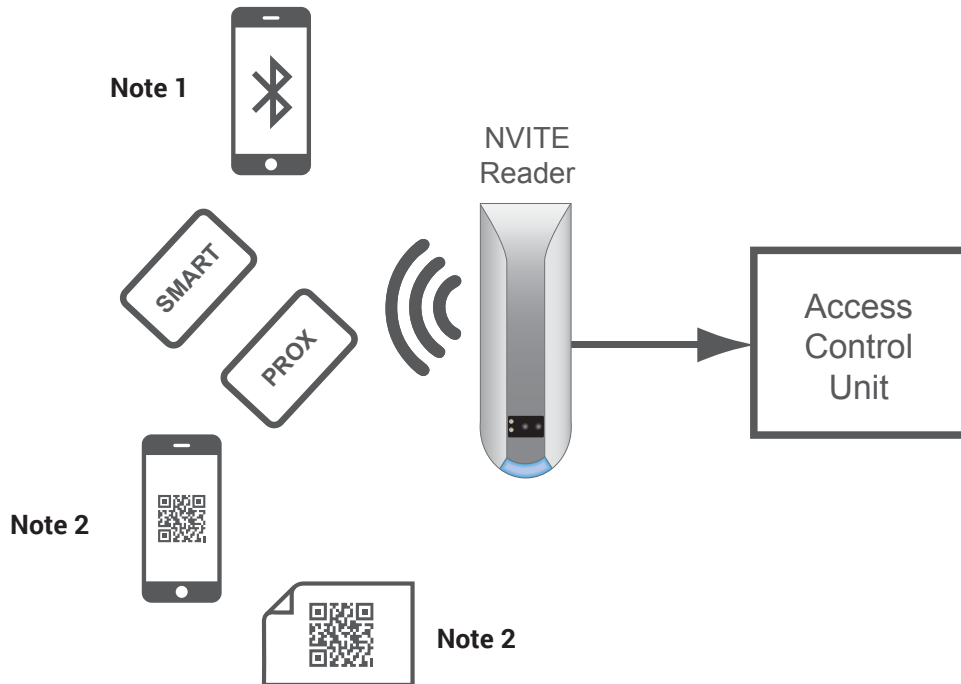 Note 1
NVITE
Reader
SMART
PROX
Access
Control
Unit
Note 2
Note 2